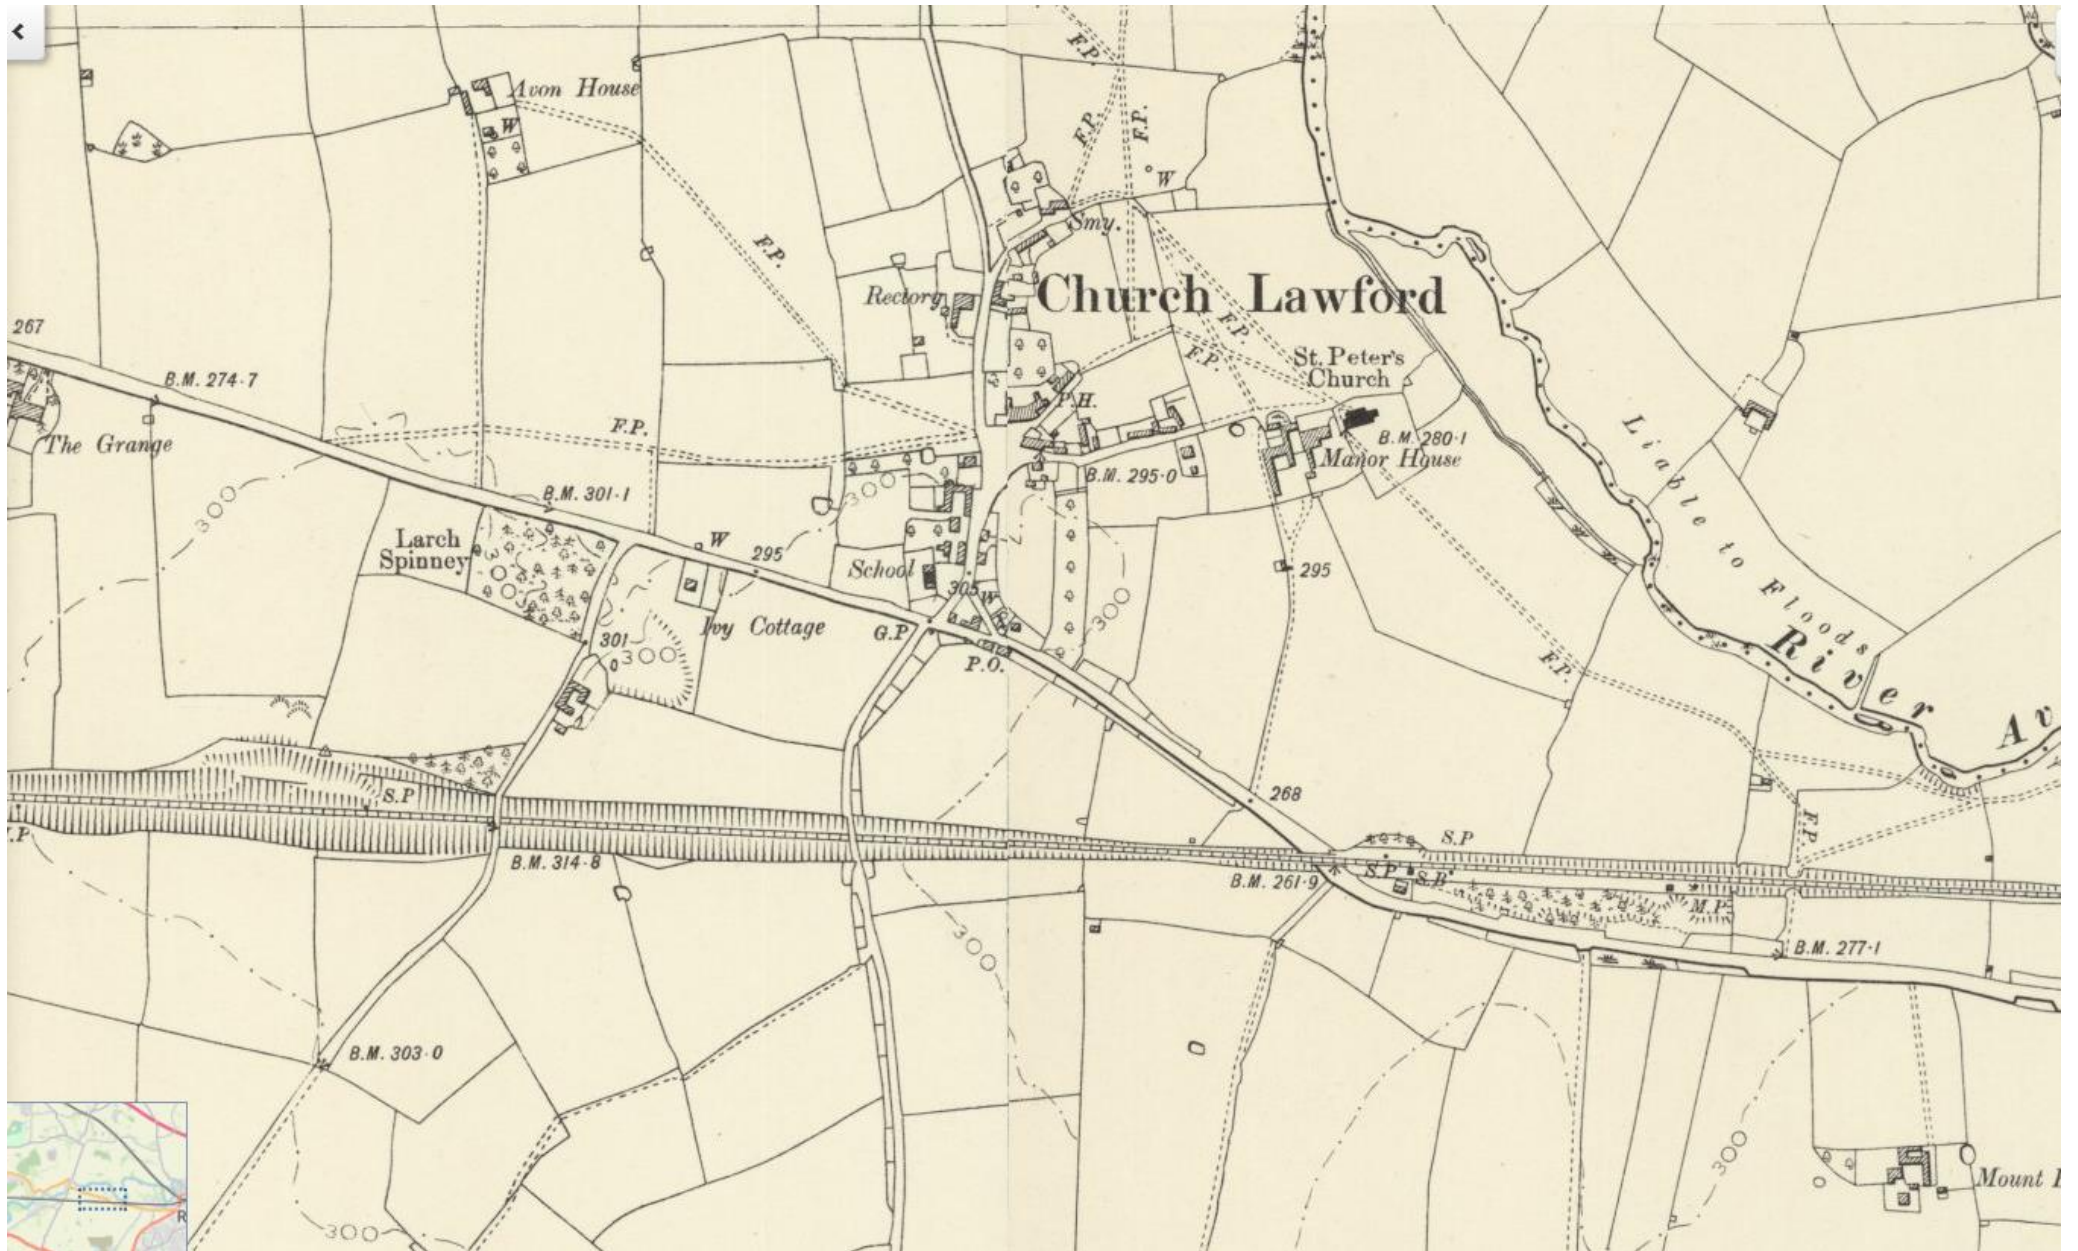 F.P.
Avon House
W
F.P.
F.P.
W
Smy.
F.P.
Rectory
Church Lawford
267
F.P.
F.P.
St. Peter's
Church
B.M. 274·7
P.H.
The Grange
F.P.
B.M. 280·1
Manor House
B.M. 295·0
B.M. 301·1
300
300
Liable to Floods
Larch
Spinney
W
295
School
295
305
W
300
Ivy Cottage
G.P
301
300
P.O.
F.P.
River Av
S.P
268
F.P
S.P
B.M. 314·8
B.M. 261·9
S.P
S.B
M.P
B.M. 277·1
300
B.M. 303·0
300
300
Mount
R